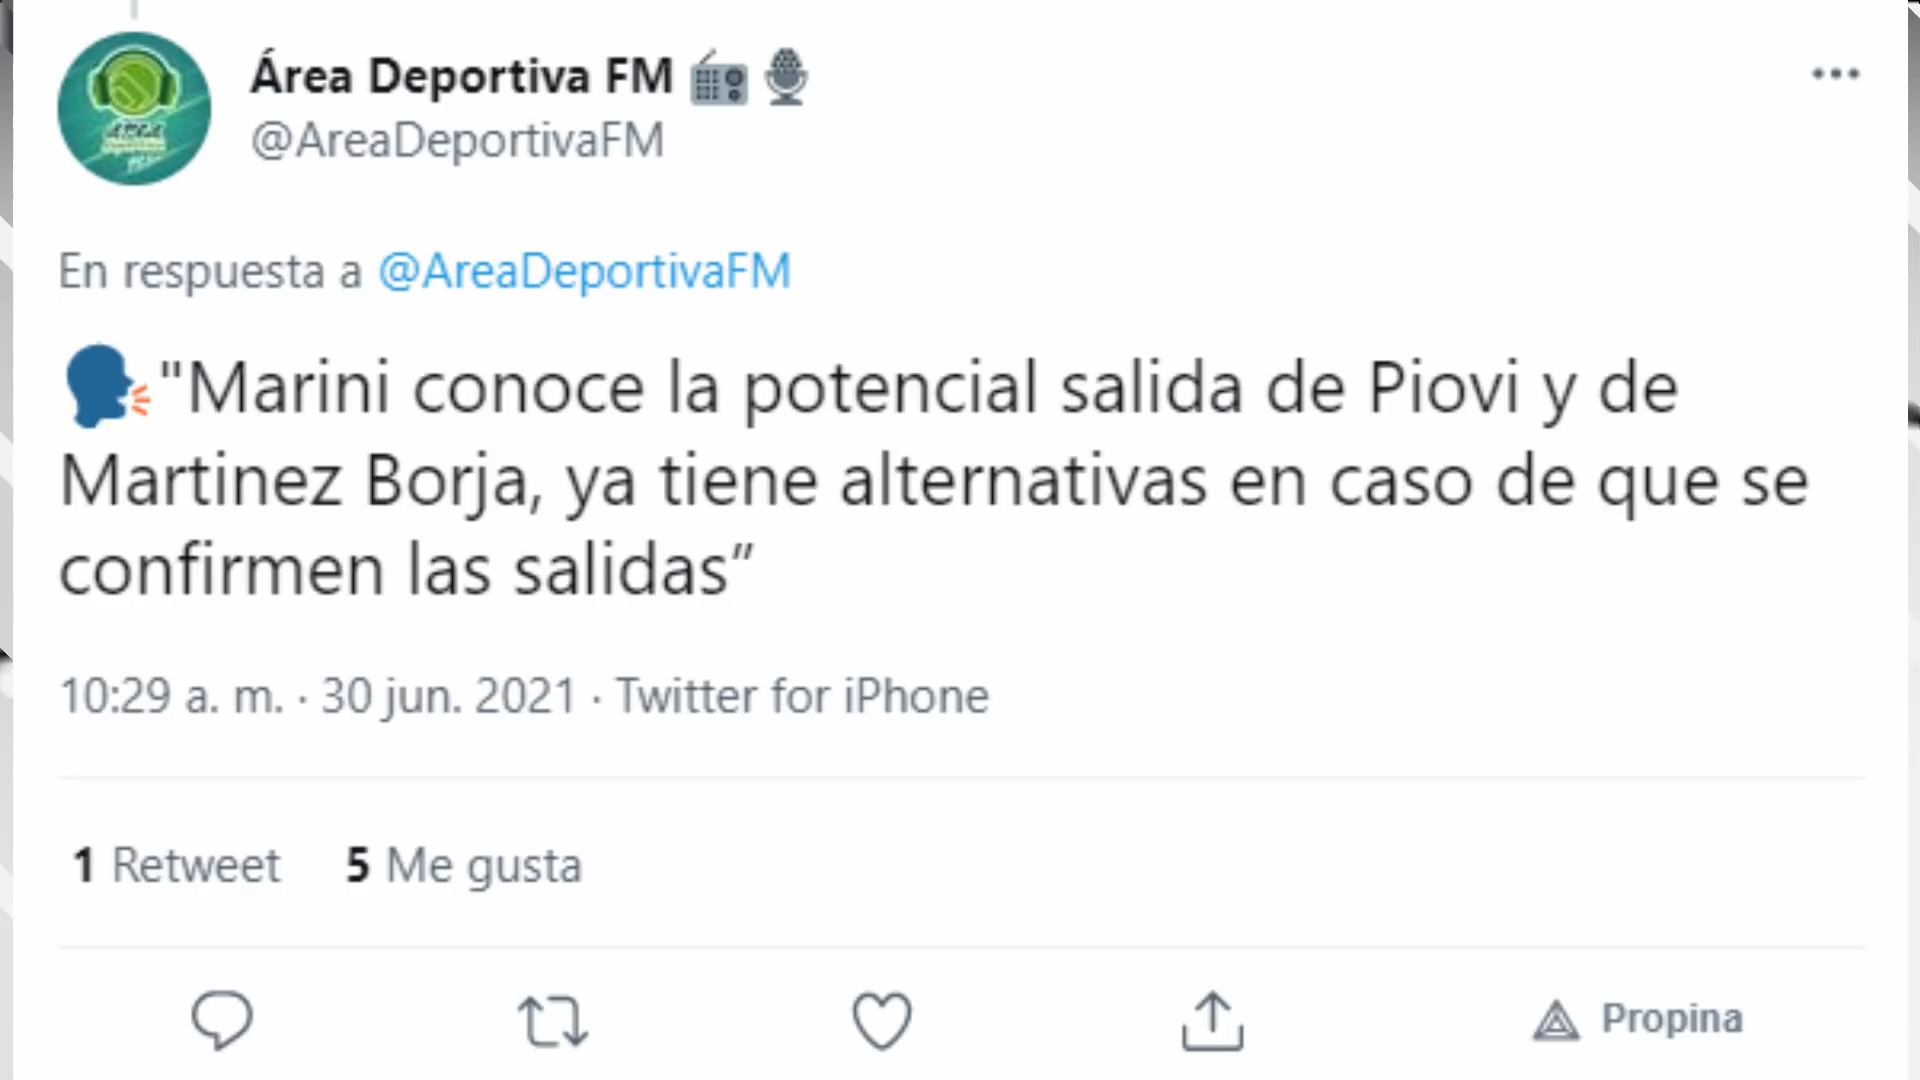 Área Deportiva FM
@AreaDeportivaFM
En respuesta a @AreaDeportivaFM
"Marini conoce la potencial salida de Piovi y de
Martinez Borja, ya tiene alternativas en caso de que se
confirmen las salidas”
10:29 a. m. · 30 jun. 2021 · Twitter for iPhone
1 Retweet 5 Me gusta
Propina